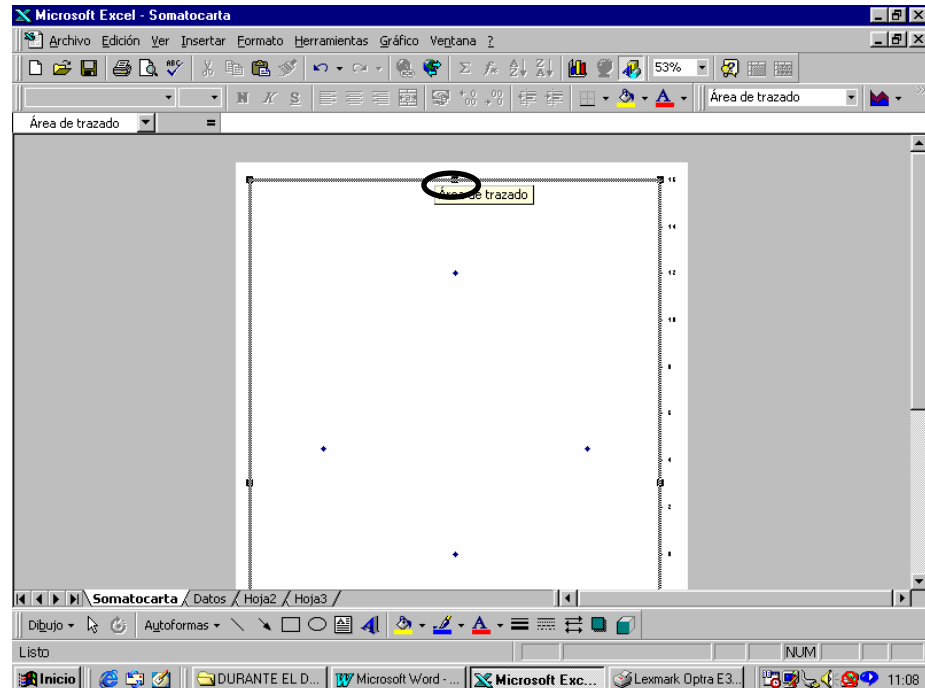 Microsoft Excel - Somatocarta
Archivo Edición Ver Insertar Formato Herramientas Gráfico Ventana ?
53%
N K S Área de trazado
Área de trazado =
Área de trazado
16
14
12
10
8
6
4
2
0
Somatocarta Datos Hoja2 Hoja3
Dibujo Autoformas
Listo NUM
Inicio DURANTE EL D... Microsoft Word - ... Microsoft Exc... Lexmark Optra E3... 11:08